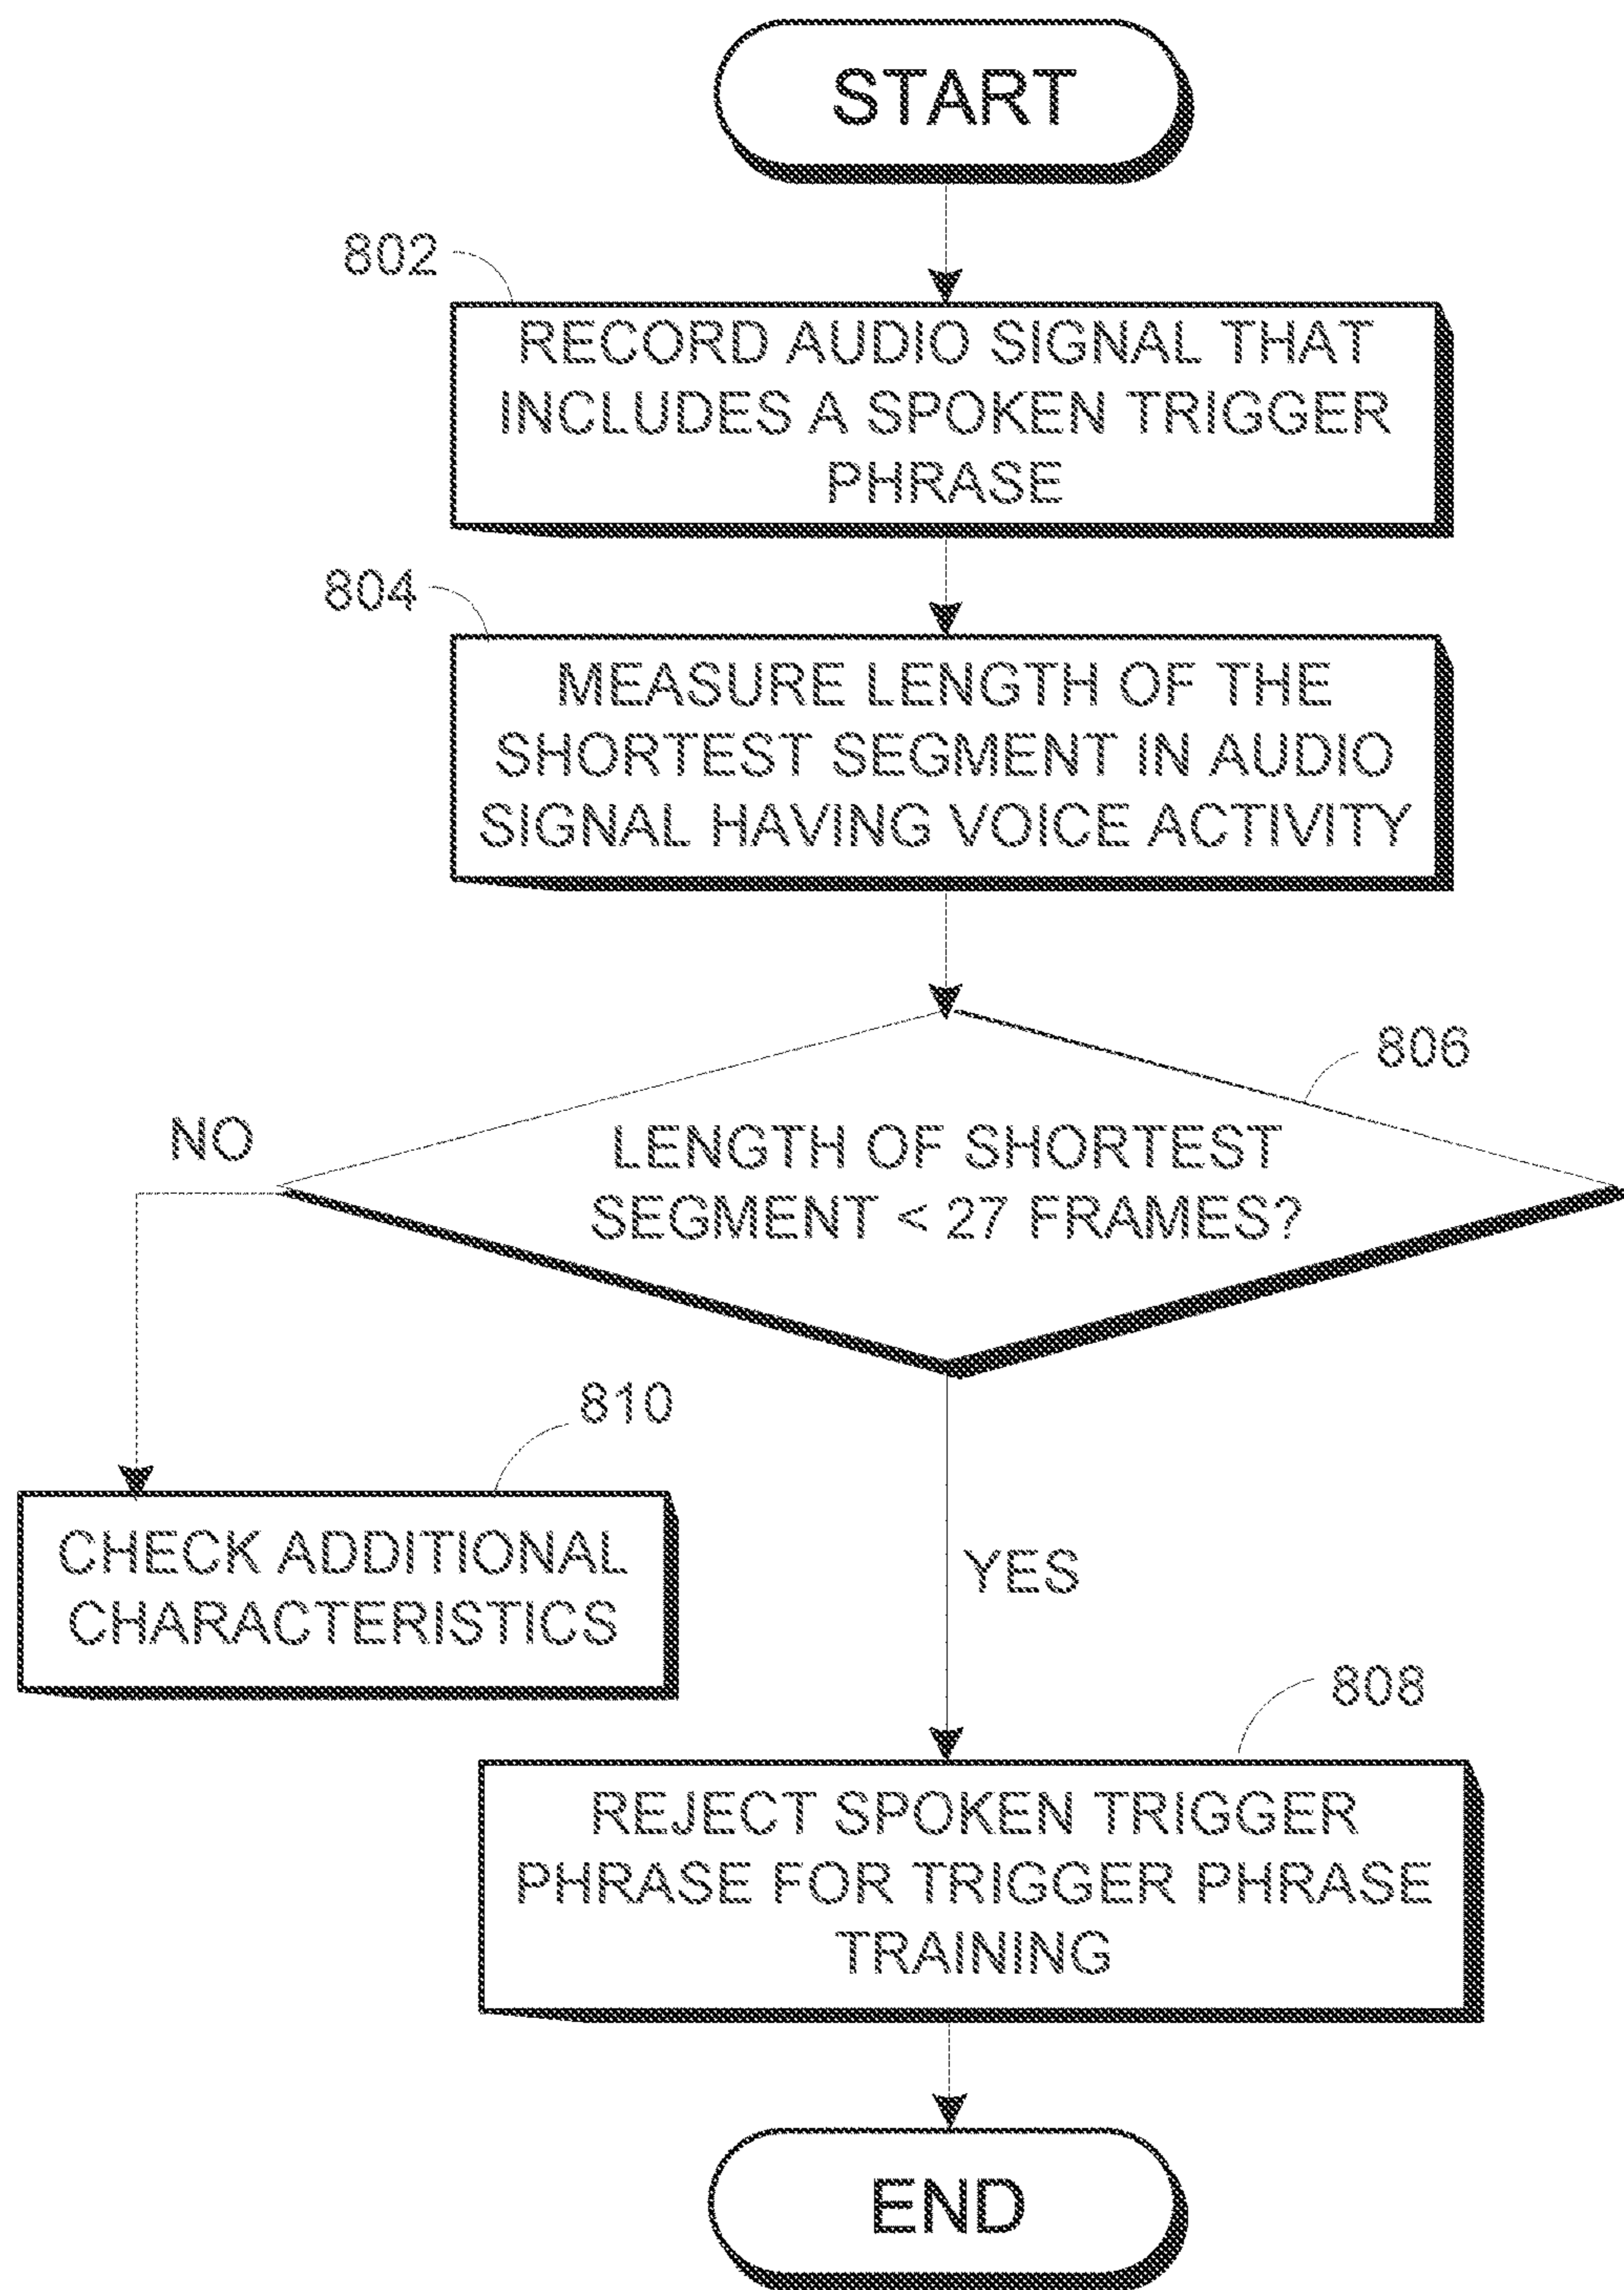 START
802
RECORD AUDIO SIGNAL THAT
INCLUDES A SPOKEN TRIGGER
PHRASE
804
MEASURE LENGTH OF THE
SHORTEST SEGMENT IN AUDIO
SIGNAL HAVING VOICE ACTIVITY
806
NO
LENGTH OF SHORTEST
SEGMENT < 27 FRAMES?
810
CHECK ADDITIONAL
CHARACTERISTICS
YES
808
REJECT SPOKEN TRIGGER
PHRASE FOR TRIGGER PHRASE
TRAINING
END